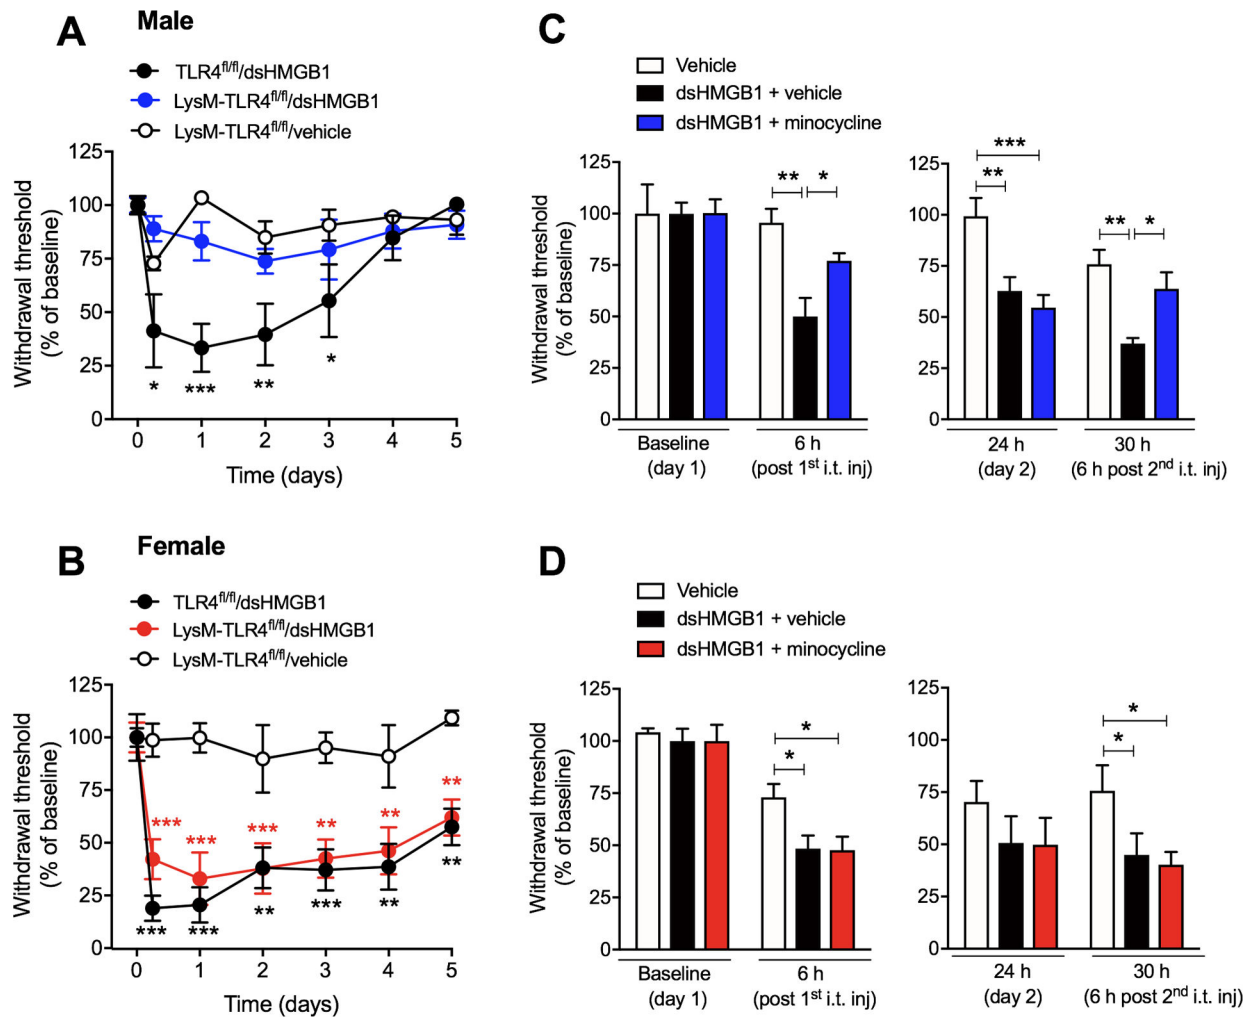 A
Male
TLR4fl/fl/dsHMGB1
LysM-TLR4fl/fl/dsHMGB1
LysM-TLR4fl/fl/vehicle
Withdrawal threshold
(% of baseline)
125
100
75
50
25
0
* *** ** *
0 1 2 3 4 5
Time (days)
C
Vehicle
dsHMGB1 + vehicle
dsHMGB1 + minocycline
Withdrawal threshold
(% of baseline)
125
100
75
50
25
0
** *
Baseline
(day 1)
6 h
(post 1st i.t. inj)
125
100
75
50
25
0
***
**
** *
24 h
(day 2)
30 h
(6 h post 2nd i.t. inj)
B
Female
TLR4fl/fl/dsHMGB1
LysM-TLR4fl/fl/dsHMGB1
LysM-TLR4fl/fl/vehicle
Withdrawal threshold
(% of baseline)
125
100
75
50
25
0
*** *** *** ** ** **
*** *** ** *** ** **
0 1 2 3 4 5
Time (days)
D
Vehicle
dsHMGB1 + vehicle
dsHMGB1 + minocycline
Withdrawal threshold
(% of baseline)
125
100
75
50
25
0
*
*
Baseline
(day 1)
6 h
(post 1st i.t. inj)
125
100
75
50
25
0
*
*
24 h
(day 2)
30 h
(6 h post 2nd i.t. inj)